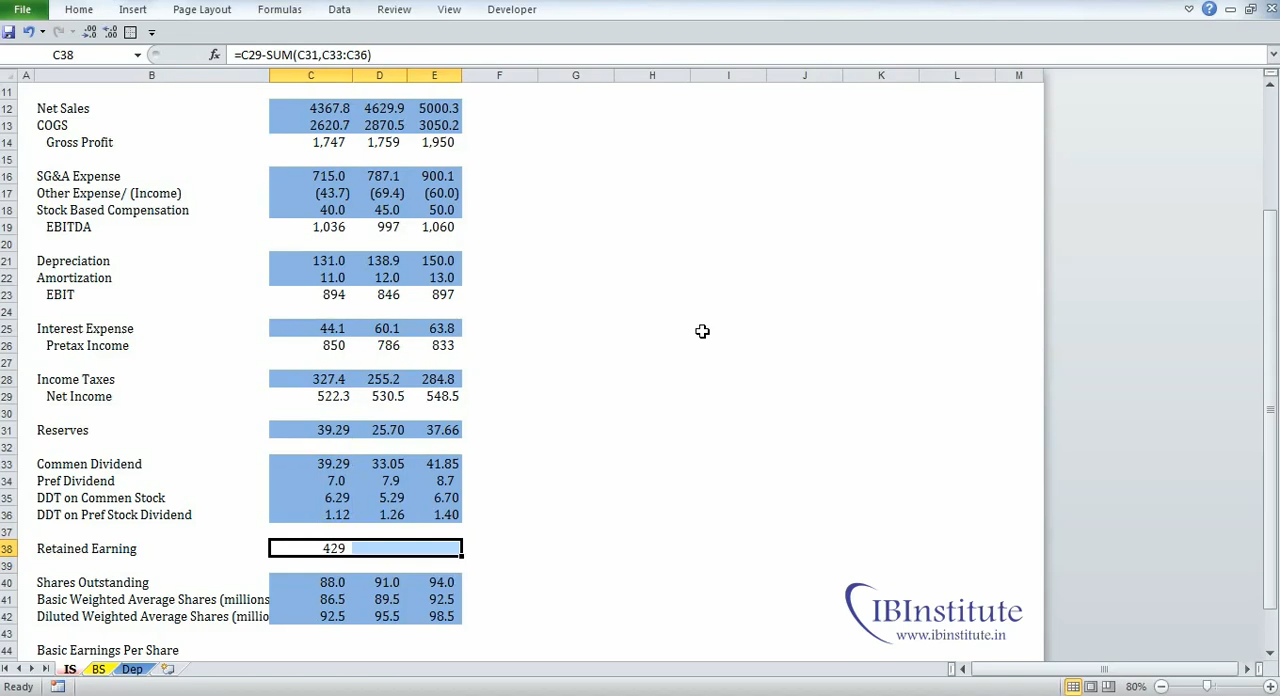 File Home Insert Page Layout Formulas Data Review View Developer
C38 fx =C29-SUM(C31,C33:C36)
A B C D E F G H I J K L M
11
12 Net Sales 4367.8 4629.9 5000.3
13 COGS 2620.7 2870.5 3050.2
14 Gross Profit 1,747 1,759 1,950
15
16 SG&A Expense 715.0 787.1 900.1
17 Other Expense/ (Income) (43.7) (69.4) (60.0)
18 Stock Based Compensation 40.0 45.0 50.0
19 EBITDA 1,036 997 1,060
20
21 Depreciation 131.0 138.9 150.0
22 Amortization 11.0 12.0 13.0
23 EBIT 894 846 897
24
25 Interest Expense 44.1 60.1 63.8
26 Pretax Income 850 786 833
27
28 Income Taxes 327.4 255.2 284.8
29 Net Income 522.3 530.5 548.5
30
31 Reserves 39.29 25.70 37.66
32
33 Commen Dividend 39.29 33.05 41.85
34 Pref Dividend 7.0 7.9 8.7
35 DDT on Commen Stock 6.29 5.29 6.70
36 DDT on Pref Stock Dividend 1.12 1.26 1.40
37
38 Retained Earning 429
39
40 Shares Outstanding 88.0 91.0 94.0
41 Basic Weighted Average Shares (millions 86.5 89.5 92.5
42 Diluted Weighted Average Shares (millio 92.5 95.5 98.5
43
44 Basic Earnings Per Share
IBInstitute
www.ibinstitute.in
IS BS Dep
Ready 80%